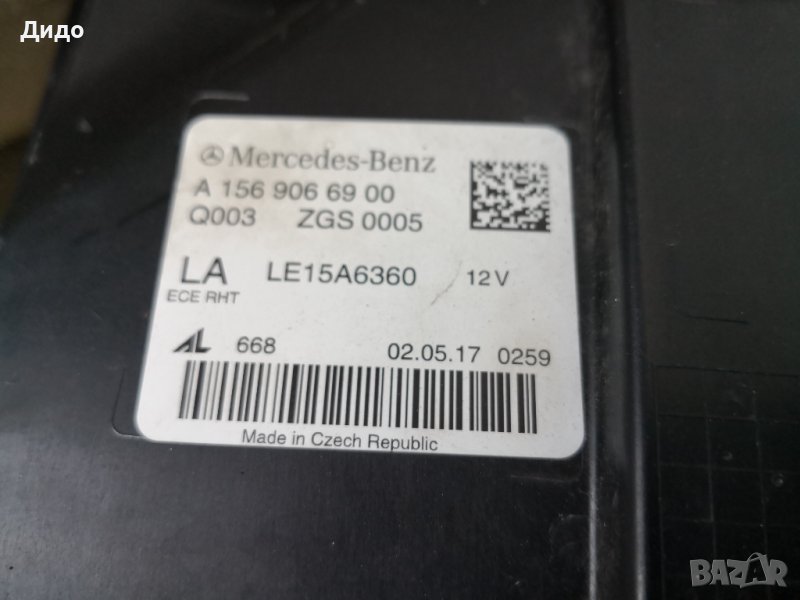 Дидо
Mercedes-Benz
A 156 906 69 00
Q003 ZGS 0005
LA LE15A6360 12V
ECE RHT
AL 668 02.05.17 0259
Made in Czech Republic
BAZAR